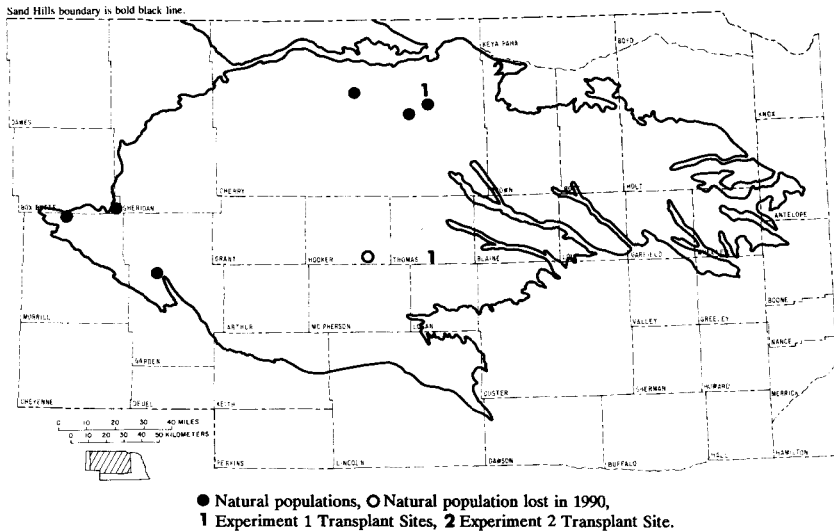 Sand Hills boundary is bold black line.
KEYA PAHA
BOYD
2
1
KNOX
DAWES
CHERRY
BROWN
HOLT
BOX BUTTE
SHERIDAN
ANTELOPE
GRANT
HOOKER
THOMAS
1
BLAINE
GARFIELD
BOONE
MORRILL
ARTHUR
MC PHERSON
LOGAN
VALLEY
GREELEY
NANCE
GARDEN
CUSTER
SHERMAN
HOWARD
MERRICK
CHEYENNE
DEUEL
KEITH
0 10 20 30 40 MILES
0 10 20 30 40 50 KILOMETERS
PERKINS
LINCOLN
DAWSON
BUFFALO
HALL
HAMILTON
Natural populations, Natural population lost in 1990,
1 Experiment 1 Transplant Sites, 2 Experiment 2 Transplant Site.